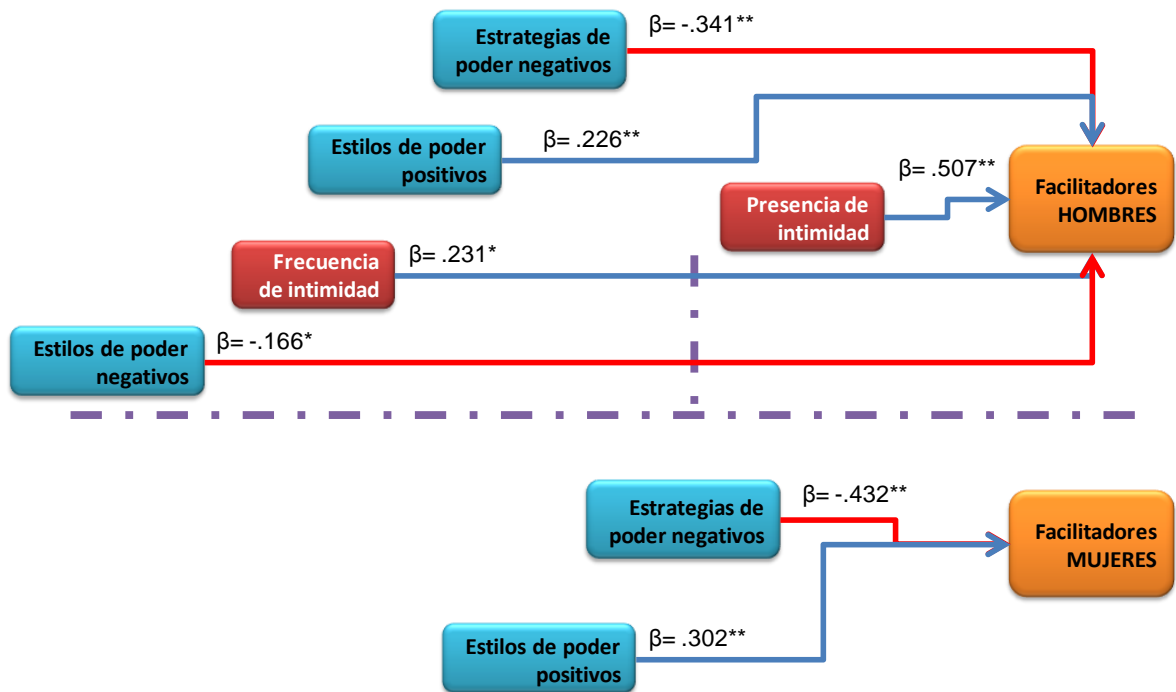 Estrategias de
poder negativos
β= -.341**
Estilos de poder
positivos
β= .226**
Presencia de
intimidad
β= .507**
Facilitadores
HOMBRES
Frecuencia
de intimidad
β= .231*
Estilos de poder
negativos
β= -.166*
Estrategias de
poder negativos
β= -.432**
Facilitadores
MUJERES
Estilos de poder
positivos
β= .302**